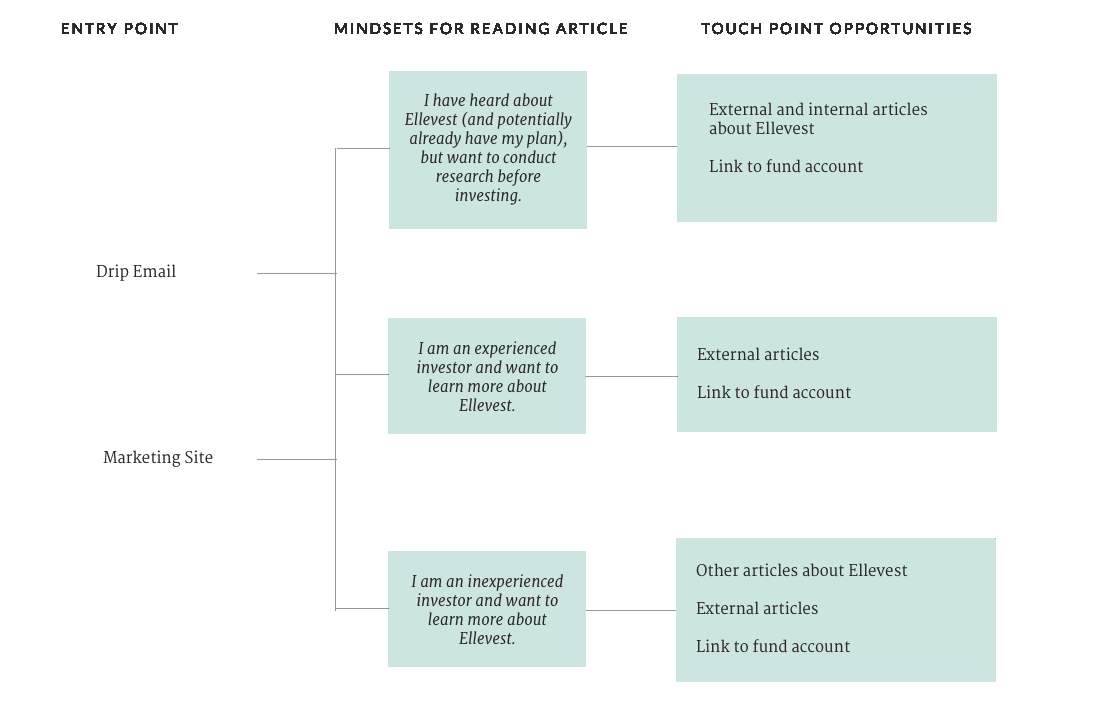 ENTRY POINT
MINDSETS FOR READING ARTICLE
TOUCH POINT OPPORTUNITIES
I have heard about
Ellevest (and potentially
already have my plan),
but want to conduct
research before
investing.
External and internal articles
about Ellevest
Link to fund account
Drip Email
I am an experienced
investor and want to
learn more about
Ellevest.
External articles
Link to fund account
Marketing Site
I am an inexperienced
investor and want to
learn more about
Ellevest.
Other articles about Ellevest
External articles
Link to fund account